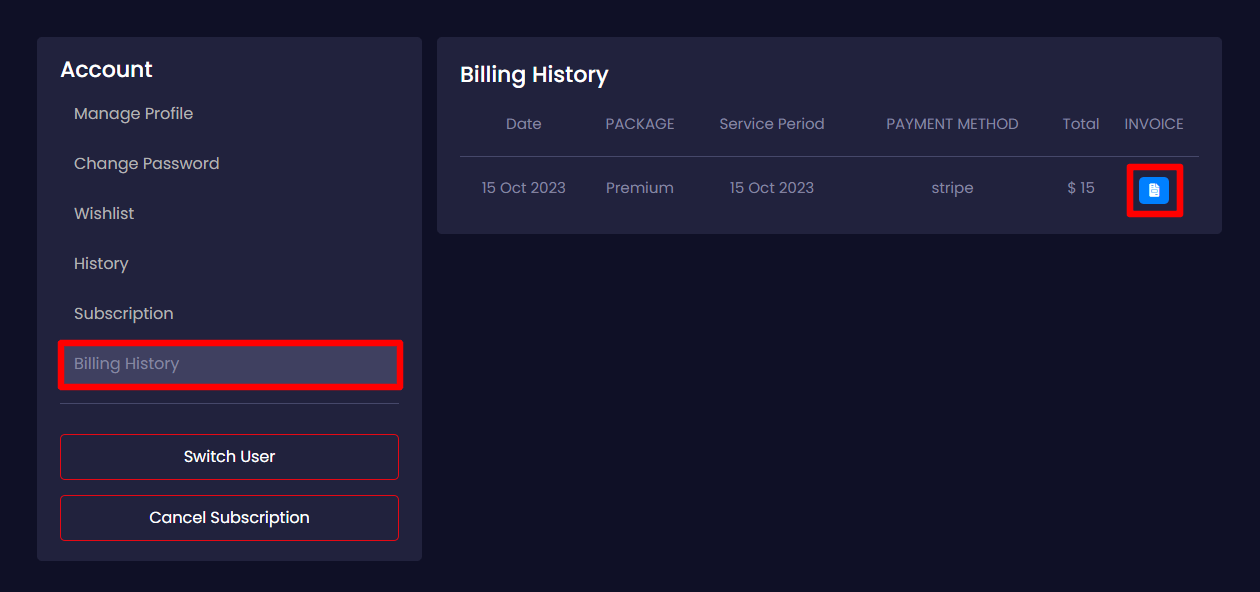 Account
Manage Profile
Change Password
Wishlist
History
Subscription
Billing History
Switch User
Cancel Subscription
Billing History
Date PACKAGE Service Period PAYMENT METHOD Total INVOICE
15 Oct 2023 Premium 15 Oct 2023 stripe $ 15